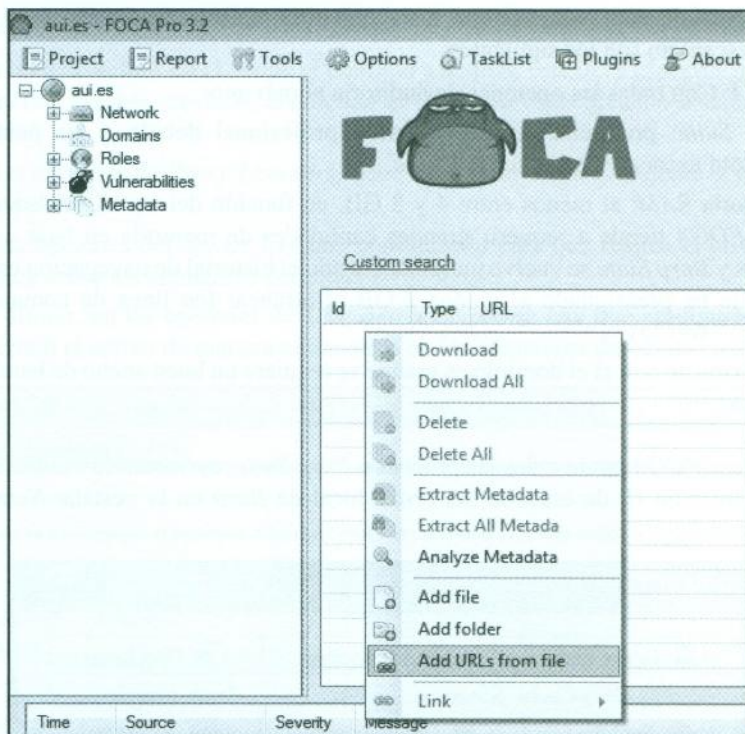 aui.es - FOCA Pro 3.2
Project Report Tools Options TaskList Plugins About
aui.es
Network
Domains
Roles
Vulnerabilities
Metadata
FOCA
Custom search
Id Type URL
Download
Download All
Delete
Delete All
Extract Metadata
Extract All Metada
Analyze Metadata
Add file
Add folder
Add URLs from file
Link
Time Source Severity Message